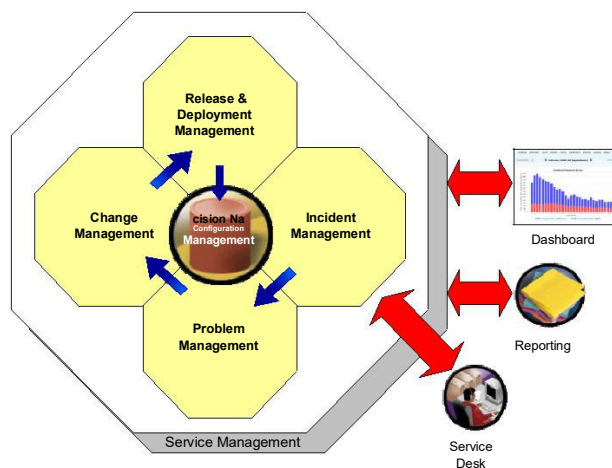 Release &
Deployment
Management
Change
Management
cision Na
Configuration
Management
Incident
Management
Problem
Management
Service Management
Dashboard
Reporting
Service
Desk